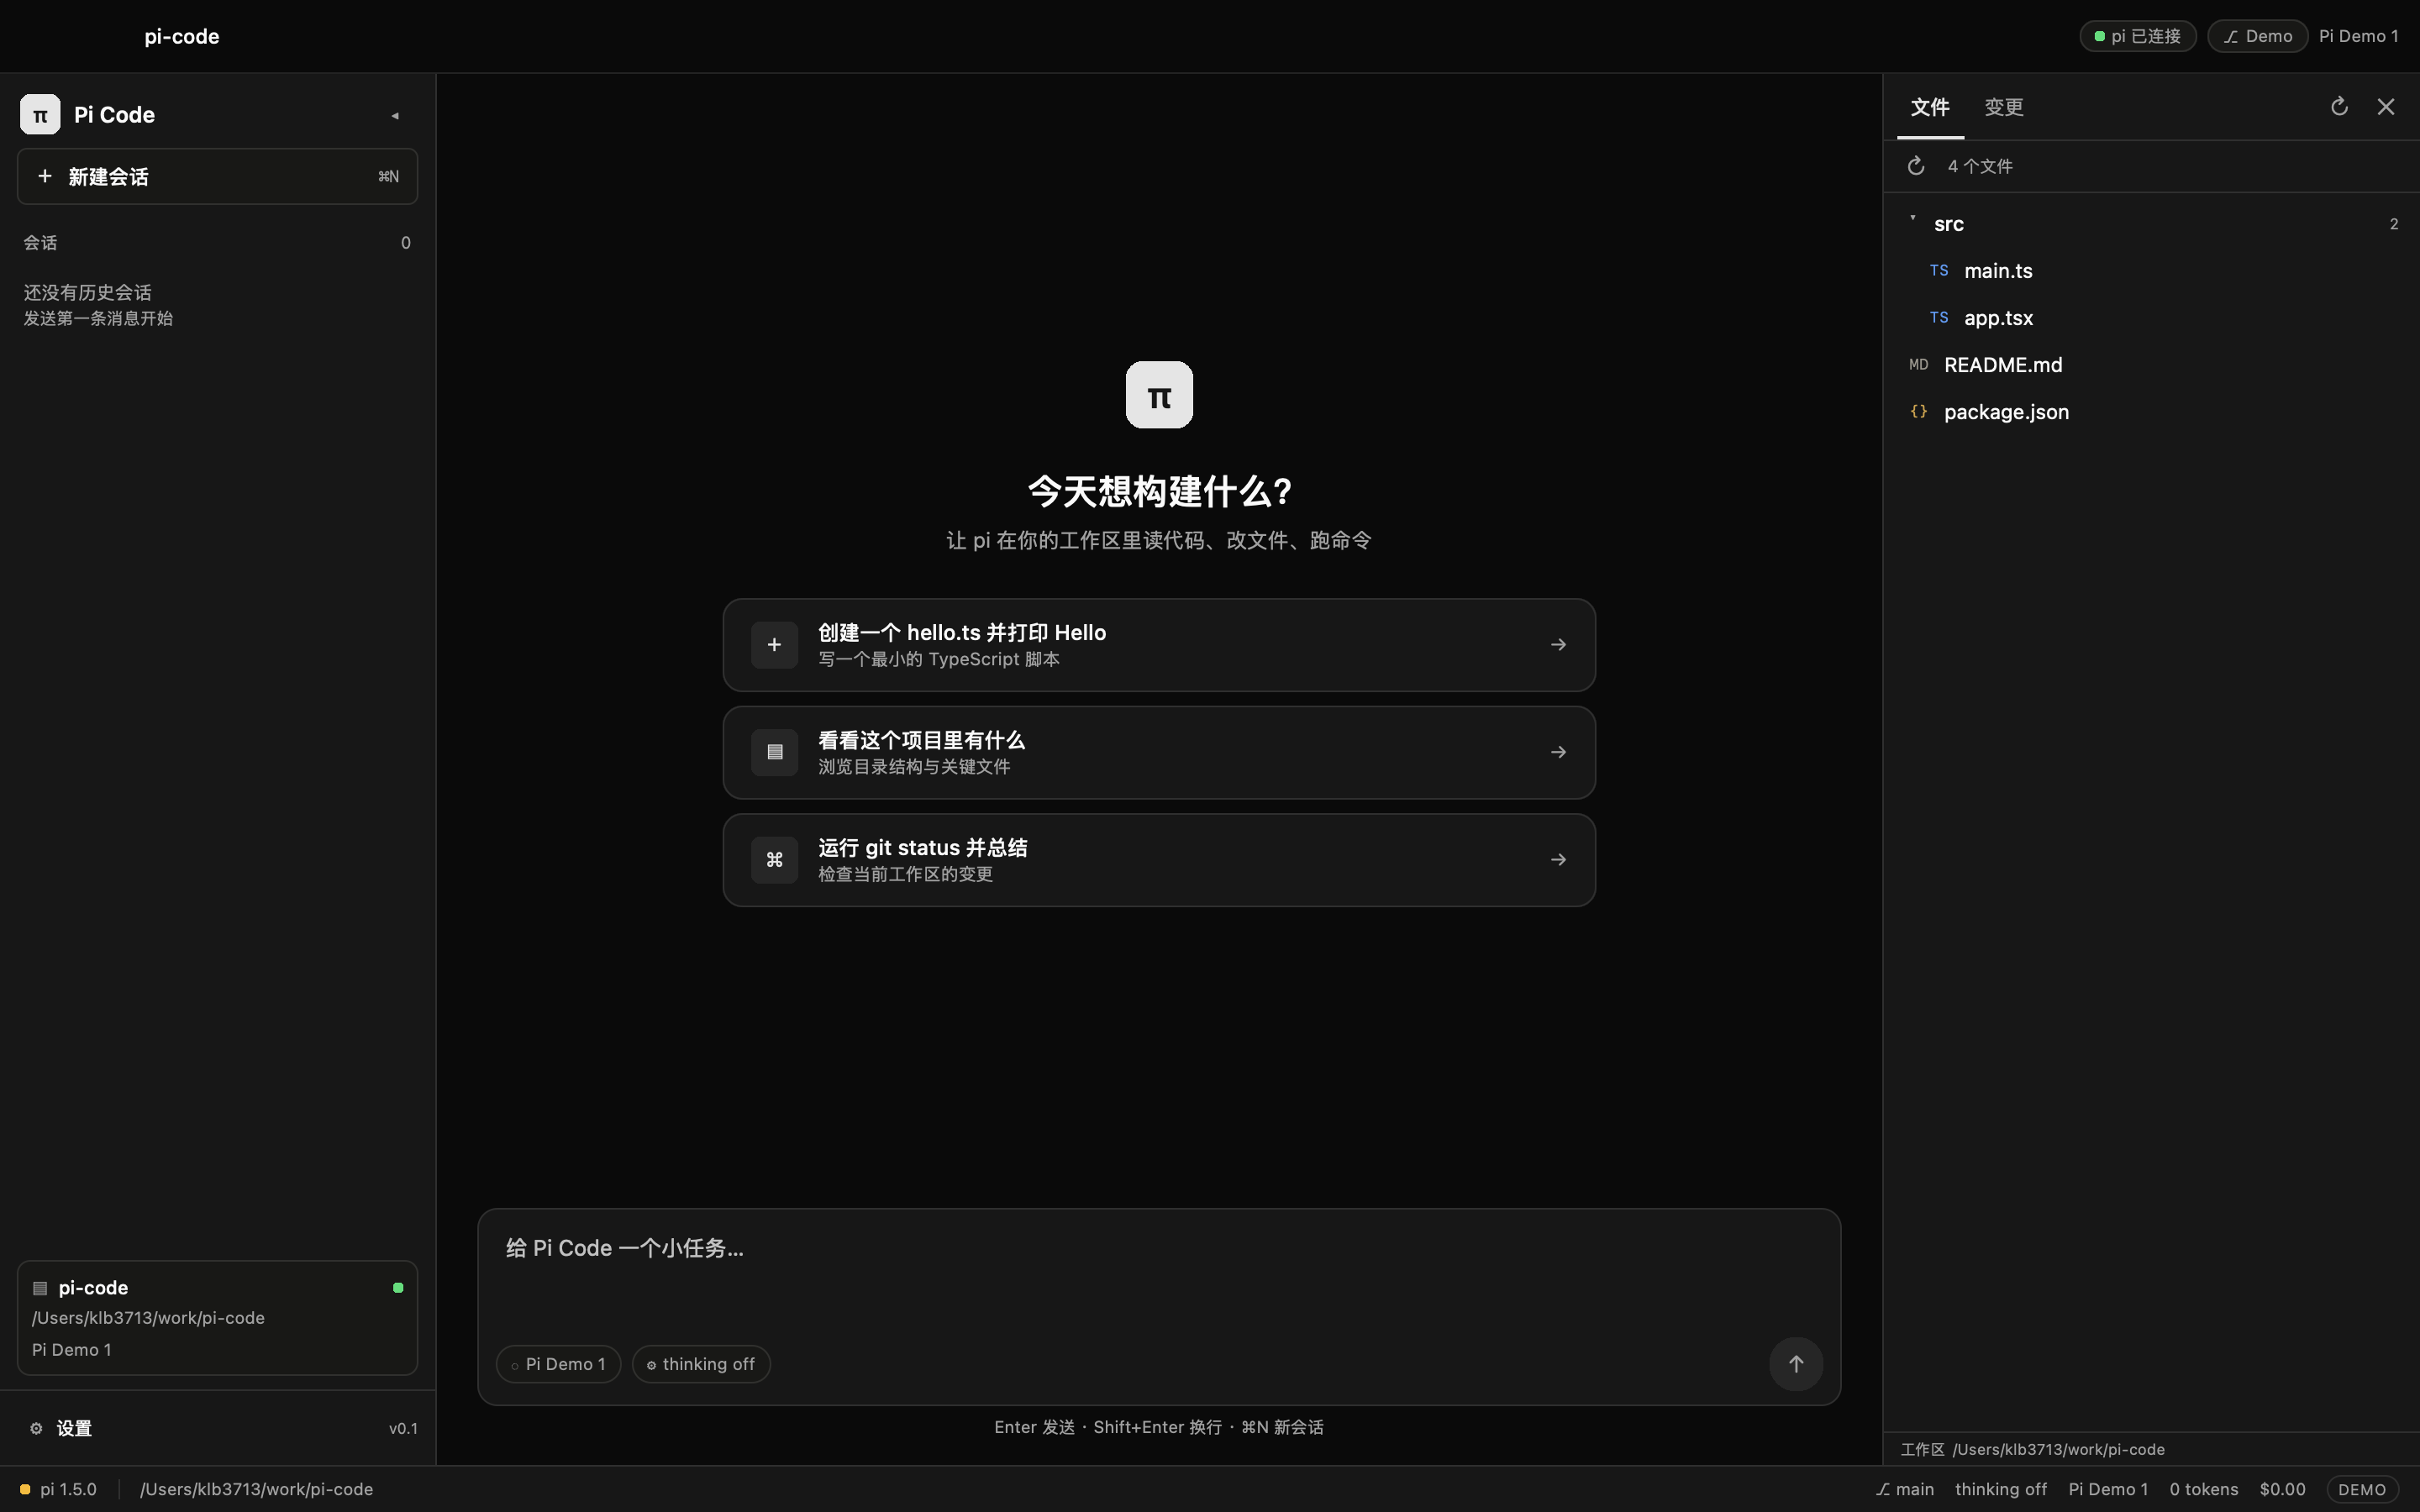 pi-code
pi 已连接
Demo
Pi Demo 1
π Pi Code
+ 新建会话 ⌘N
会话 0
还没有历史会话
发送第一条消息开始
pi-code
/Users/klb3713/work/pi-code
Pi Demo 1
设置 v0.1
π
今天想构建什么?
让 pi 在你的工作区里读代码、改文件、跑命令
创建一个 hello.ts 并打印 Hello
写一个最小的 TypeScript 脚本
看看这个项目里有什么
浏览目录结构与关键文件
运行 git status 并总结
检查当前工作区的变更
给 Pi Code 一个小任务...
Pi Demo 1
thinking off
Enter 发送 · Shift+Enter 换行 · ⌘N 新会话
文件 变更
4 个文件
src 2
TS main.ts
TS app.tsx
MD README.md
{} package.json
工作区 /Users/klb3713/work/pi-code
pi 1.5.0 /Users/klb3713/work/pi-code
main thinking off Pi Demo 1 0 tokens $0.00 DEMO